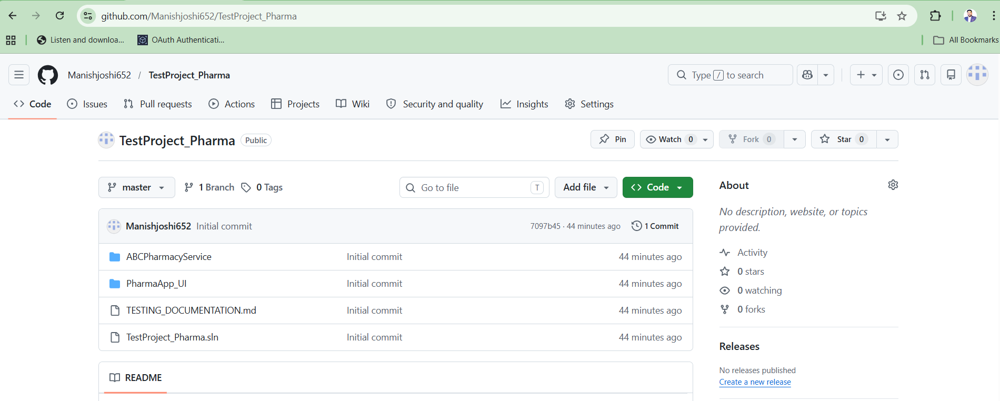 github.com/Manishjoshi652/TestProject_Pharma
Listen and downloa... OAuth Authenticati... All Bookmarks
Manishjoshi652 / TestProject_Pharma Type / to search
Code Issues Pull requests Actions Projects Wiki Security and quality Insights Settings
TestProject_Pharma Public Pin Watch 0 Fork 0 Star 0
master 1 Branch 0 Tags Go to file T Add file Code
Manishjoshi652 Initial commit 7097b45 · 44 minutes ago 1 Commit
ABCPharmacyService Initial commit 44 minutes ago
PharmaApp_UI Initial commit 44 minutes ago
TESTING_DOCUMENTATION.md Initial commit 44 minutes ago
TestProject_Pharma.sln Initial commit 44 minutes ago
README
About
No description, website, or topics
provided.
Activity
0 stars
0 watching
0 forks
Releases
No releases published
Create a new release